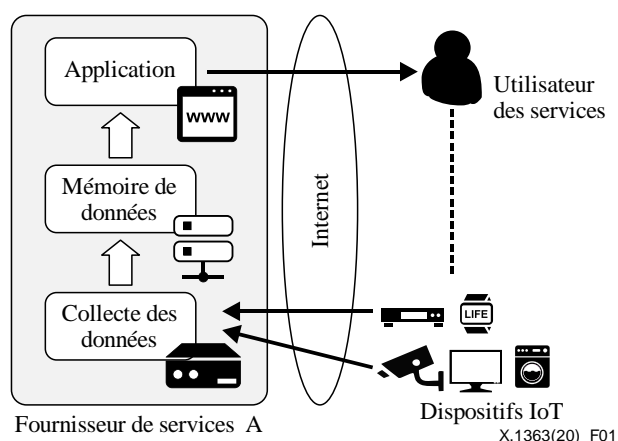 Application
www
Mémoire de
données
Collecte des
données
Fournisseur de services A
Internet
Utilisateur
des services
LIFE
Dispositifs IoT
X.1363(20)_F01